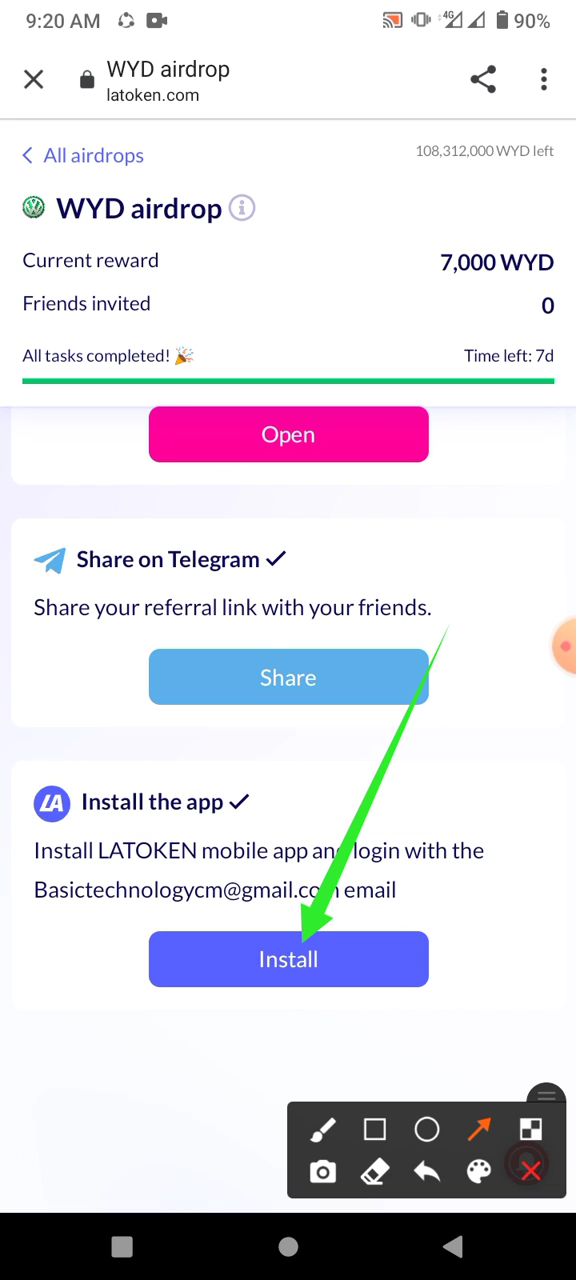 9:20 AM 4G 90%
WYD airdrop
latoken.com
All airdrops 108,312,000 WYD left
WYD airdrop
Current reward 7,000 WYD
Friends invited 0
All tasks completed! 🎉 Time left: 7d
Open
Share on Telegram ✓
Share your referral link with your friends.
Share
LA Install the app ✓
Install LATOKEN mobile app and login with the
Basictechnologycm@gmail.com email
Install